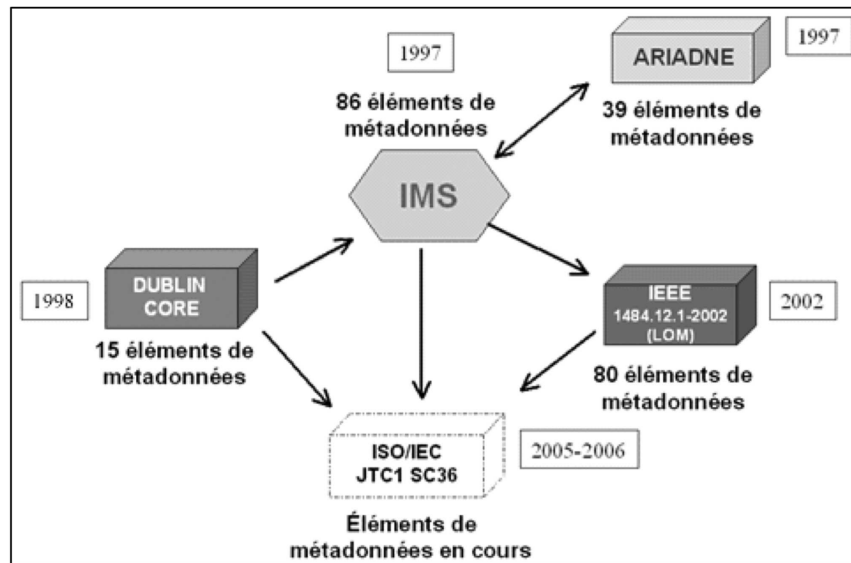 1997
86 éléments de
métadonnées
IMS
ARIADNE
1997
39 éléments de
métadonnées
1998
DUBLIN
CORE
15 éléments de
métadonnées
IEEE
1484.12.1-2002
(LOM)
2002
80 éléments de
métadonnées
ISO/IEC
JTC1 SC36
2005-2006
Éléments de
métadonnées en cours